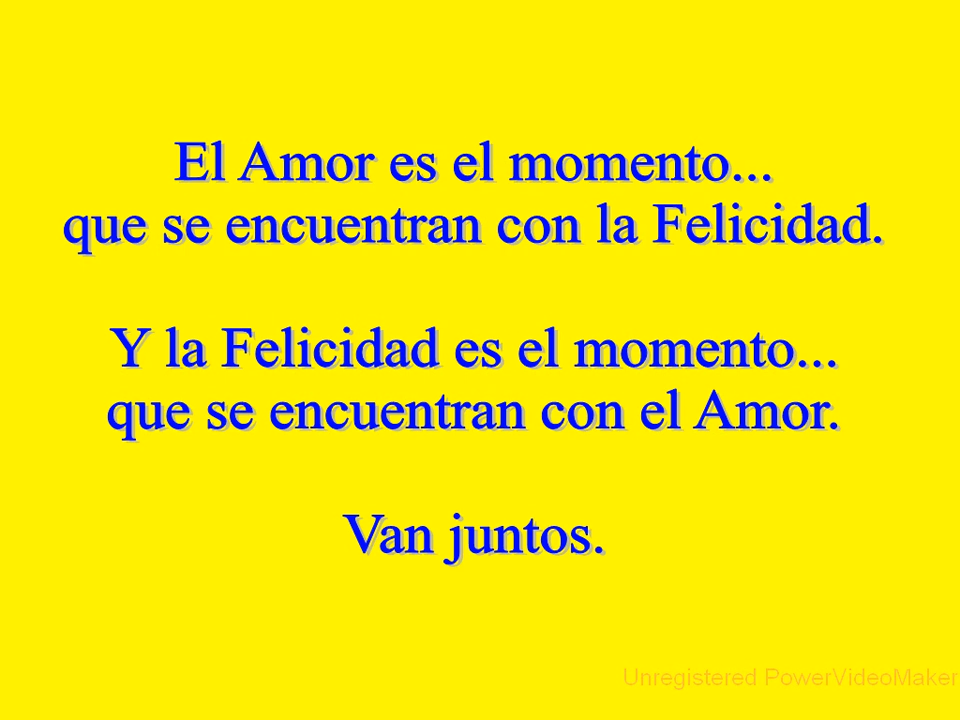 El Amor es el momento...
que se encuentran con la Felicidad.
Y la Felicidad es el momento...
que se encuentran con el Amor.
Van juntos.
Unregistered PowerVideoMaker